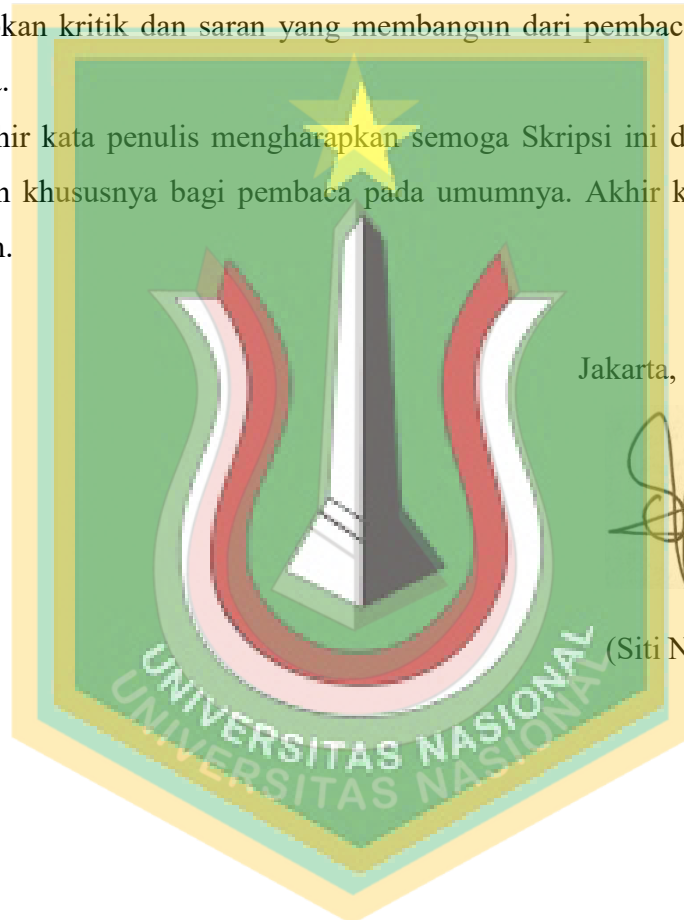 kan kritik dan saran yang membangun dari pembac
.
ir kata penulis mengharapkan semoga Skripsi ini d
khususnya bagi pembaca pada umumnya. Akhir k
.
Jakarta,
(Siti N
UNIVERSITAS NASIONAL
UNIVERSITAS NASIONAL